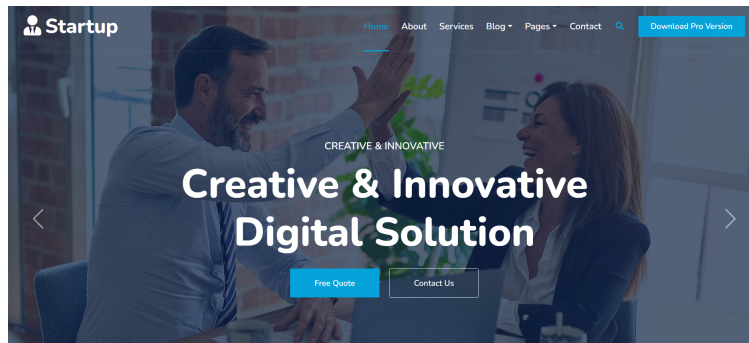 Startup
Home About Services Blog Pages Contact Download Pro Version
CREATIVE & INNOVATIVE
Creative & Innovative
Digital Solution
Free Quote Contact Us